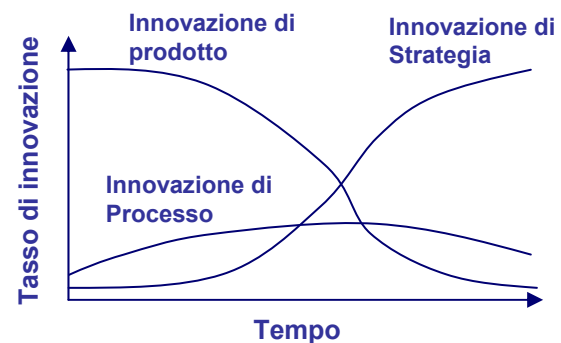 Innovazione di
prodotto
Innovazione di
Strategia
Tasso di innovazione
Innovazione di
Processo
Tempo